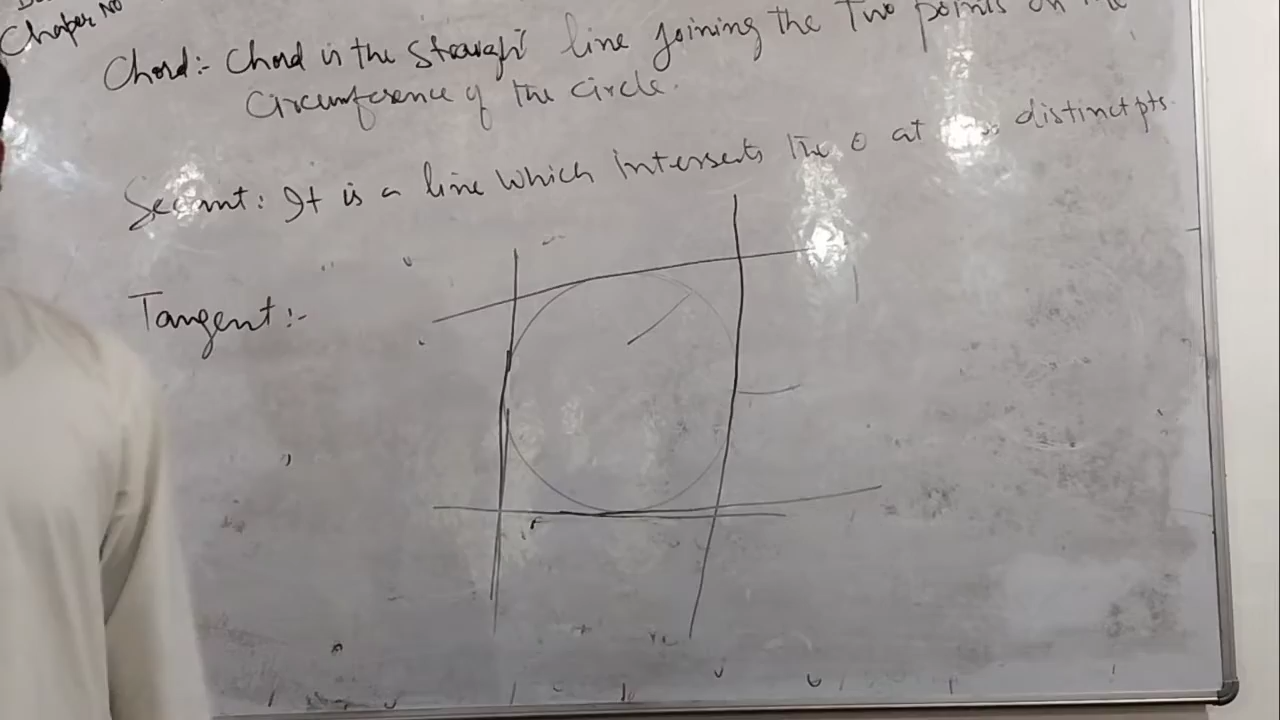 Chapter No
Chord:- Chord is the straight line joining the Two points on the
Circumference of the circle.
Secant: It is a line which intersects the ⊙ at two distinct pts.
Tangent:-